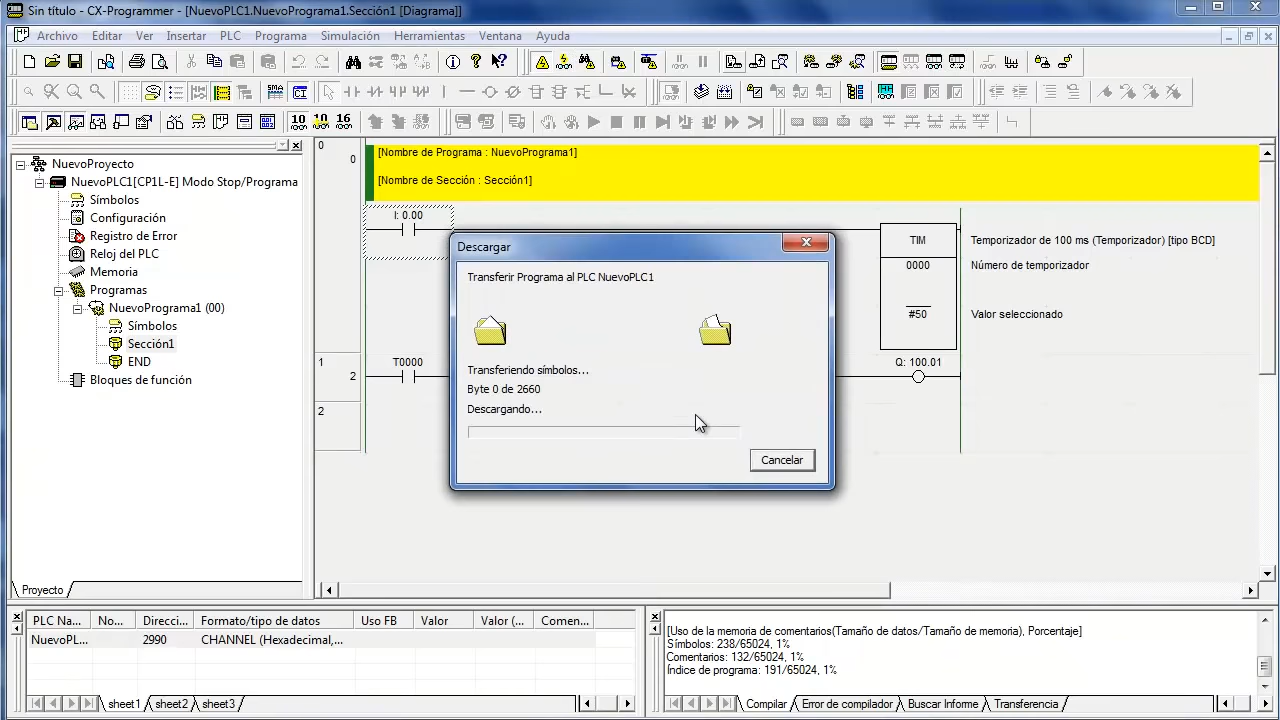 Sin título - CX-Programmer - [NuevoPLC1.NuevoPrograma1.Sección1 [Diagrama]]
Archivo Editar Ver Insertar PLC Programa Simulación Herramientas Ventana Ayuda
SMA
10 10 16
NuevoProyecto
NuevoPLC1[CP1L-E] Modo Stop/Programa
Símbolos
Configuración
Registro de Error
Reloj del PLC
Memoria
Programas
NuevoPrograma1 (00)
Símbolos
Sección1
END
Bloques de función
Proyecto
0
0
[Nombre de Programa : NuevoPrograma1]
[Nombre de Sección : Sección1]
I: 0.00
TIM
Temporizador de 100 ms (Temporizador) [tipo BCD]
0000
Número de temporizador
#50
Valor seleccionado
1
2
T0000
Q: 100.01
2
Descargar
Transferir Programa al PLC NuevoPLC1
Transferiendo símbolos...
Byte 0 de 2660
Descargando...
Cancelar
PLC Na... No... Direcci... Formato/tipo de datos Uso FB Valor Valor (... Comen...
NuevoPL... 2990 CHANNEL (Hexadecimal,...
sheet1 sheet2 sheet3
[Uso de la memoria de comentarios(Tamaño de datos/Tamaño de memoria), Porcentaje]
Símbolos: 238/65024, 1%
Comentarios: 132/65024, 1%
Índice de programa: 191/65024, 1%
Compilar Error de compilador Buscar Informe Transferencia